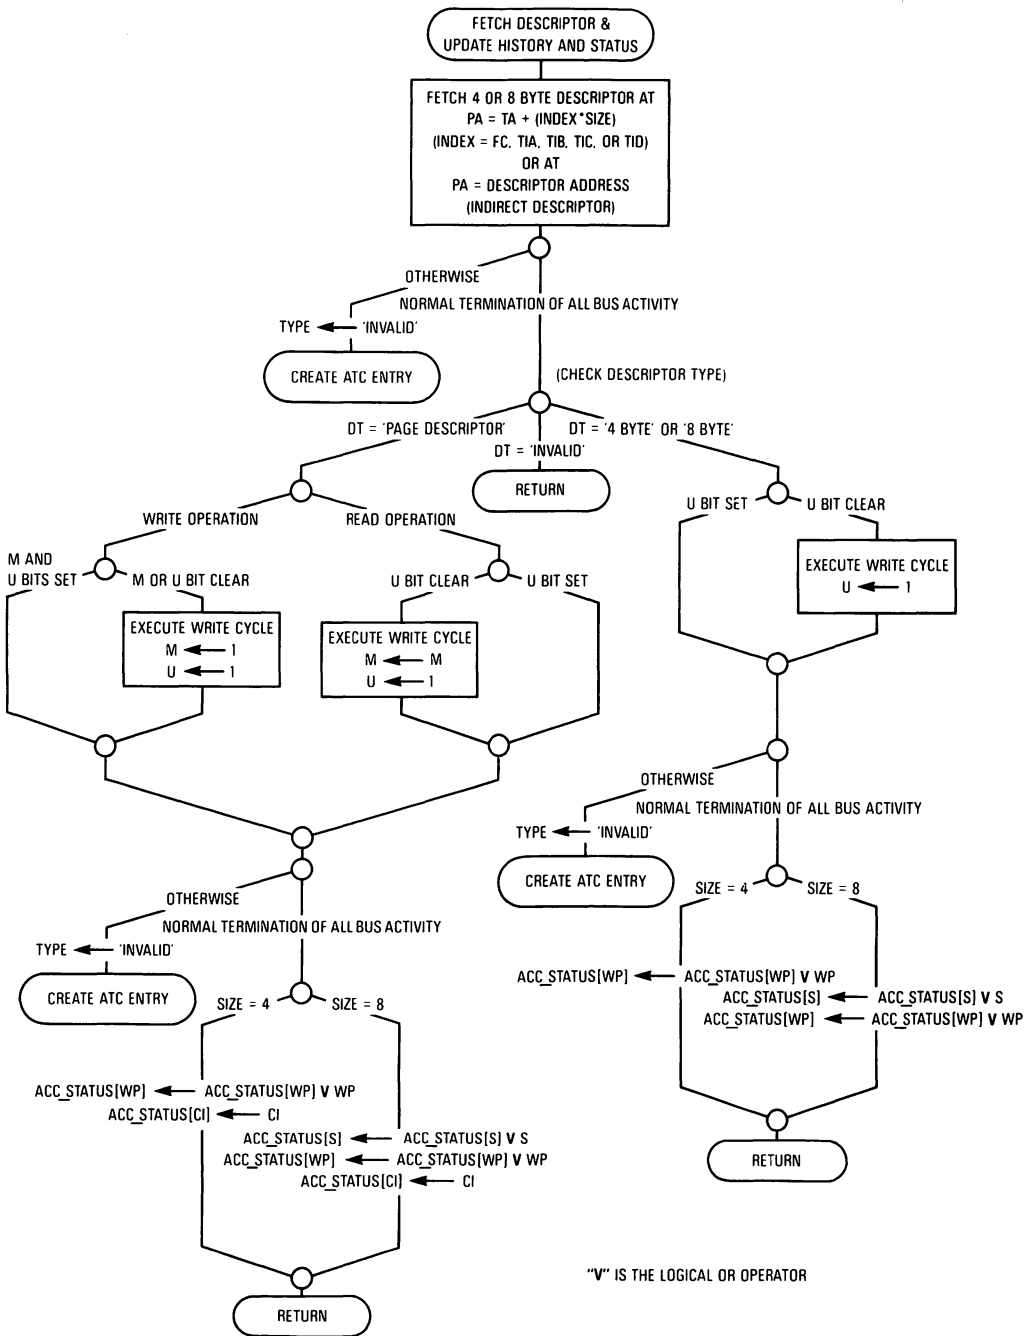 FETCH DESCRIPTOR &
UPDATE HISTORY AND STATUS
FETCH 4 OR 8 BYTE DESCRIPTOR AT
PA = TA + (INDEX*SIZE)
(INDEX = FC, TIA, TIB, TIC, OR TID)
OR AT
PA = DESCRIPTOR ADDRESS
(INDIRECT DESCRIPTOR)
OTHERWISE
NORMAL TERMINATION OF ALL BUS ACTIVITY
TYPE ← 'INVALID'
CREATE ATC ENTRY
(CHECK DESCRIPTOR TYPE)
DT = 'PAGE DESCRIPTOR'
DT = '4 BYTE' OR '8 BYTE'
DT = 'INVALID'
RETURN
WRITE OPERATION
READ OPERATION
M AND
U BITS SET
M OR U BIT CLEAR
EXECUTE WRITE CYCLE
M ← 1
U ← 1
U BIT CLEAR
U BIT SET
EXECUTE WRITE CYCLE
M ← M
U ← 1
U BIT SET
U BIT CLEAR
EXECUTE WRITE CYCLE
U ← 1
OTHERWISE
NORMAL TERMINATION OF ALL BUS ACTIVITY
TYPE ← 'INVALID'
CREATE ATC ENTRY
SIZE = 4
SIZE = 8
ACC_STATUS[WP] ← ACC_STATUS[WP] V WP
ACC_STATUS[S] ← ACC_STATUS[S] V S
ACC_STATUS[WP] ← ACC_STATUS[WP] V WP
RETURN
OTHERWISE
NORMAL TERMINATION OF ALL BUS ACTIVITY
TYPE ← 'INVALID'
CREATE ATC ENTRY
SIZE = 4
SIZE = 8
ACC_STATUS[WP] ← ACC_STATUS[WP] V WP
ACC_STATUS[CI] ← CI
ACC_STATUS[S] ← ACC_STATUS[S] V S
ACC_STATUS[WP] ← ACC_STATUS[WP] V WP
ACC_STATUS[CI] ← CI
RETURN
"V" IS THE LOGICAL OR OPERATOR